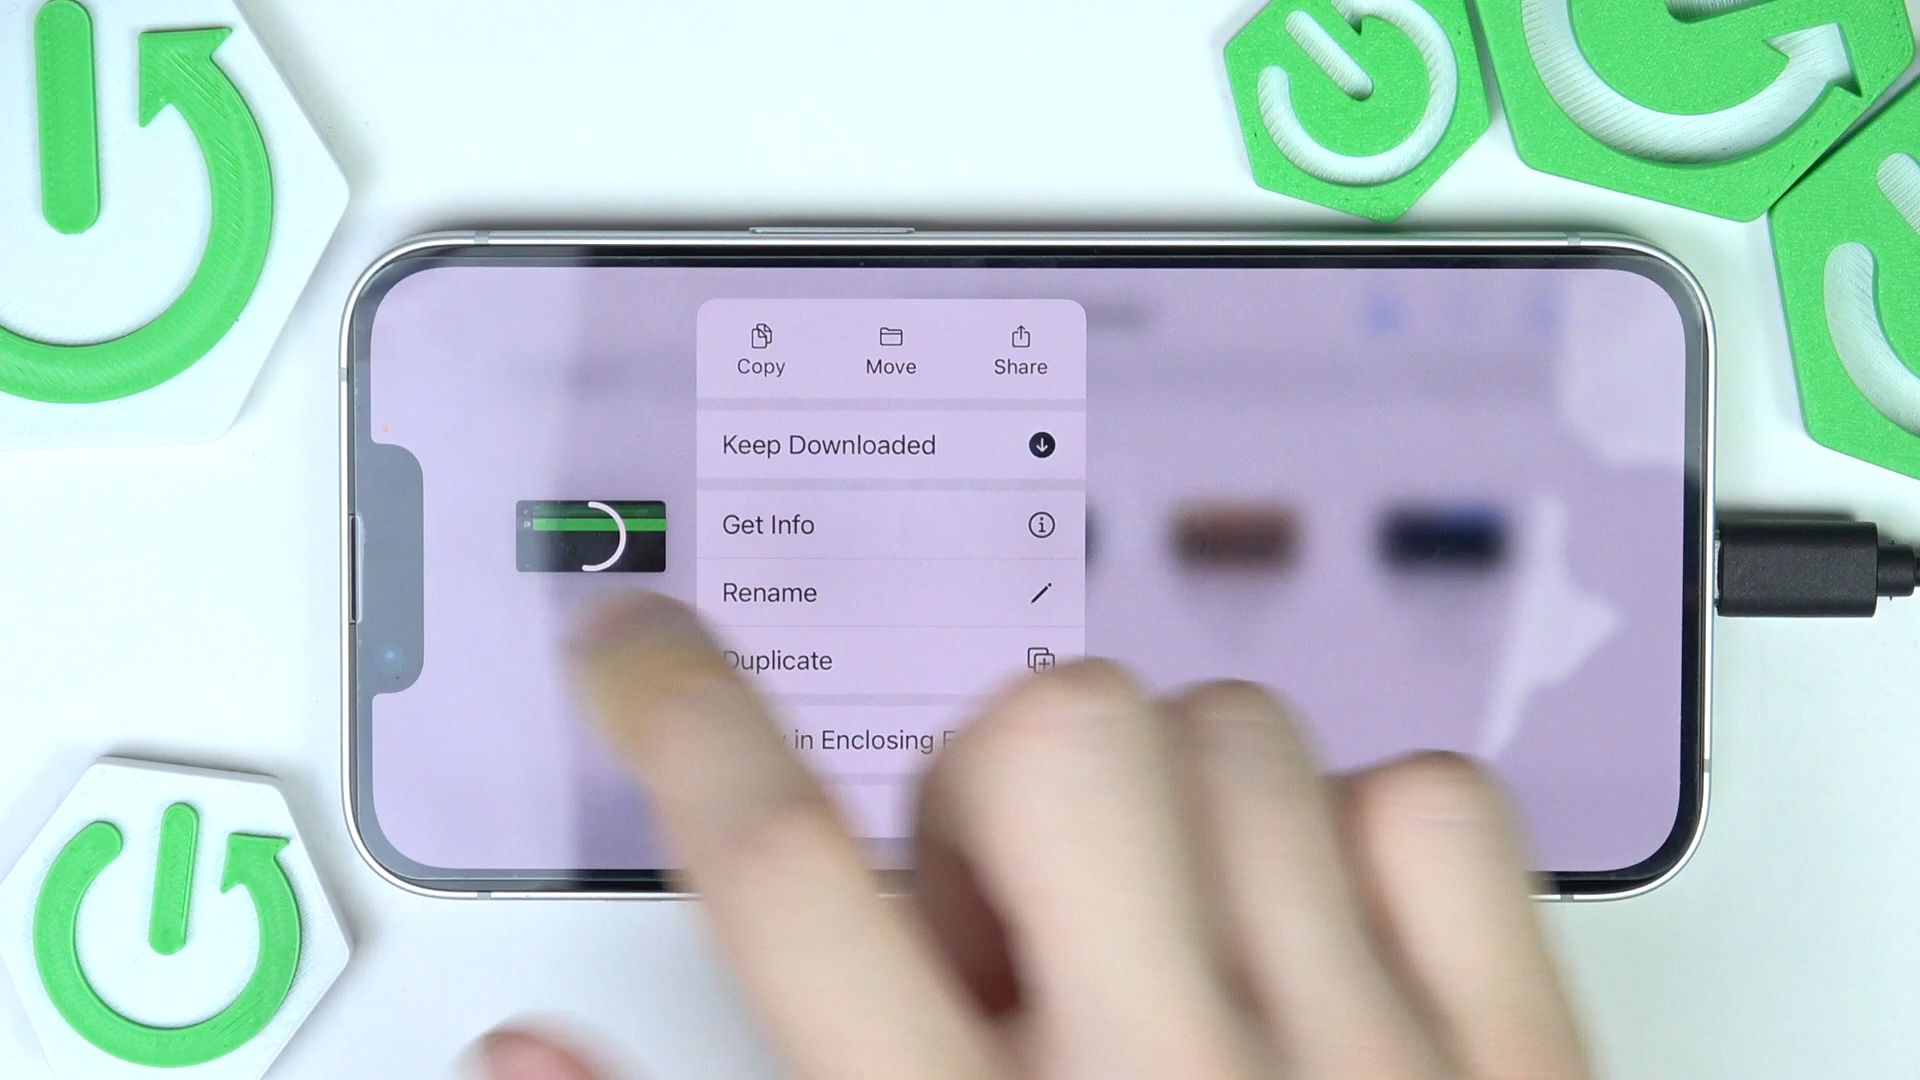 Copy Move Share
Keep Downloaded
Get Info
Rename
Duplicate
in Enclosing